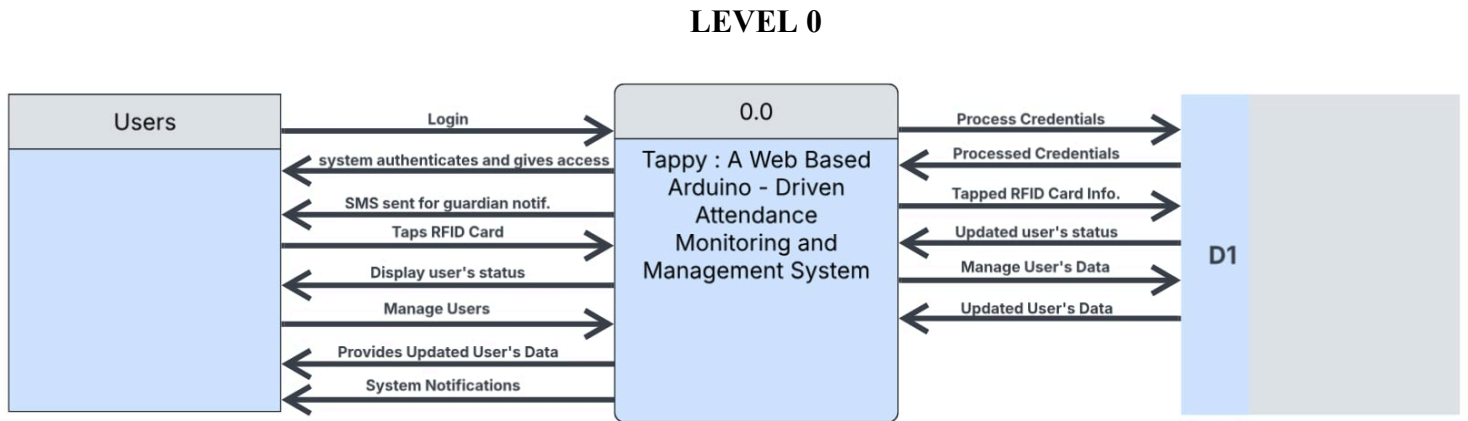 LEVEL 0
Users
Login
system authenticates and gives access
SMS sent for guardian notif.
Taps RFID Card
Display user's status
Manage Users
Provides Updated User's Data
System Notifications
0.0
Tappy : A Web Based
Arduino - Driven
Attendance
Monitoring and
Management System
Process Credentials
Processed Credentials
Tapped RFID Card Info.
Updated user's status
Manage User's Data
Updated User's Data
D1